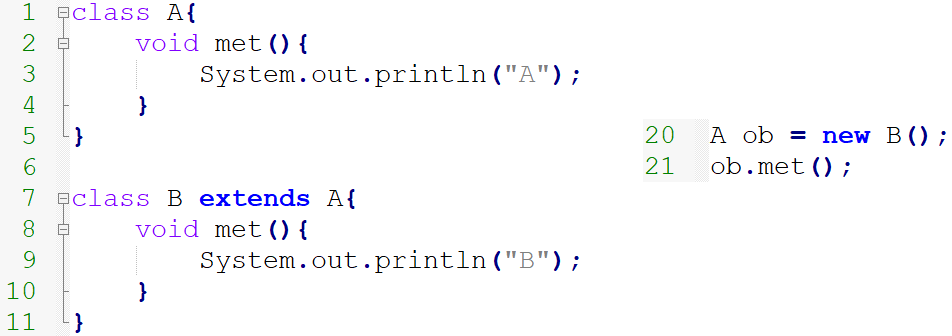 1 class A{
2     void met(){
3         System.out.println("A");
4     }
5 }
6
7 class B extends A{
8     void met(){
9         System.out.println("B");
10     }
11 }
20 A ob = new B();
21 ob.met();